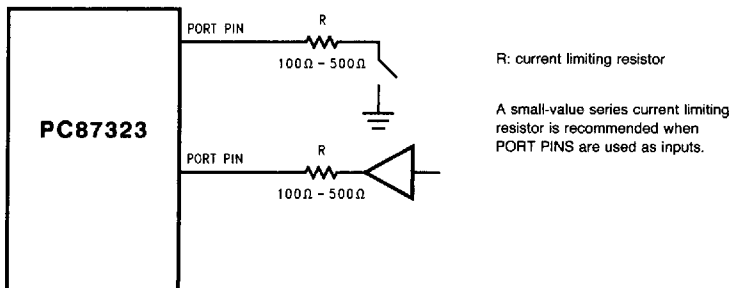 PORT PIN
R
100Ω – 500Ω
R: current limiting resistor
A small-value series current limiting
resistor is recommended when
PORT PINS are used as inputs.
PC87323
PORT PIN
R
100Ω – 500Ω